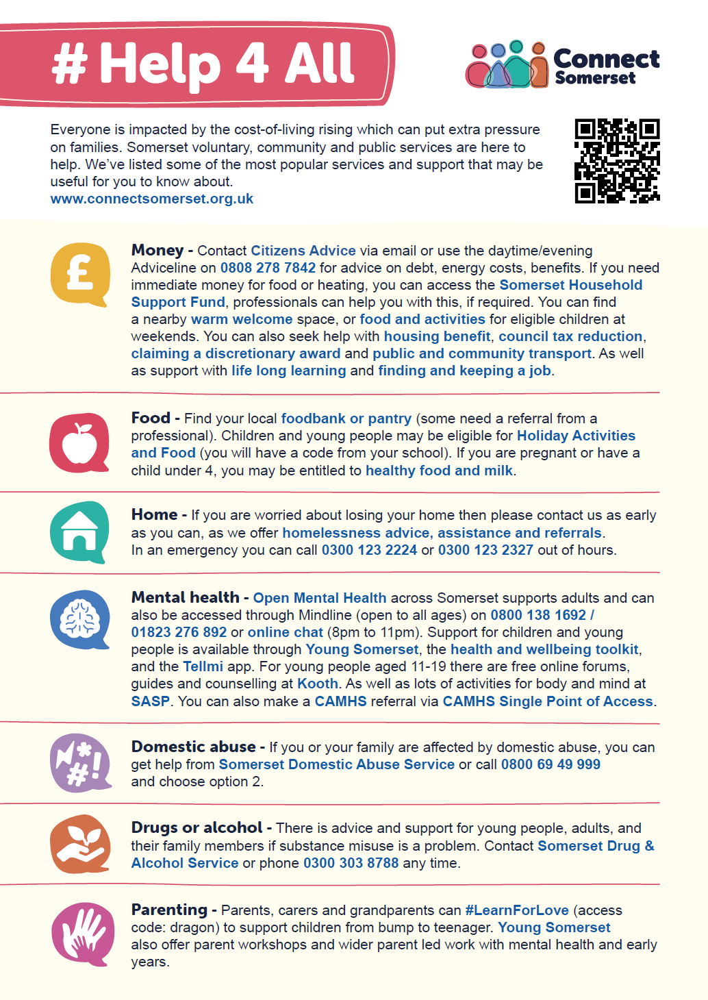 # Help 4 All
Connect
Somerset
Everyone is impacted by the cost-of-living rising which can put extra pressure
on families. Somerset voluntary, community and public services are here to
help. We've listed some of the most popular services and support that may be
useful for you to know about.
www.connectsomerset.org.uk
£
Money - Contact Citizens Advice via email or use the daytime/evening
Adviceline on 0808 278 7842 for advice on debt, energy costs, benefits. If you need
immediate money for food or heating, you can access the Somerset Household
Support Fund, professionals can help you with this, if required. You can find
a nearby warm welcome space, or food and activities for eligible children at
weekends. You can also seek help with housing benefit, council tax reduction,
claiming a discretionary award and public and community transport. As well
as support with life long learning and finding and keeping a job.
Food - Find your local foodbank or pantry (some need a referral from a
professional). Children and young people may be eligible for Holiday Activities
and Food (you will have a code from your school). If you are pregnant or have a
child under 4, you may be entitled to healthy food and milk.
Home - If you are worried about losing your home then please contact us as early
as you can, as we offer homelessness advice, assistance and referrals.
In an emergency you can call 0300 123 2224 or 0300 123 2327 out of hours.
Mental health - Open Mental Health across Somerset supports adults and can
also be accessed through Mindline (open to all ages) on 0800 138 1692 /
01823 276 892 or online chat (8pm to 11pm). Support for children and young
people is available through Young Somerset, the health and wellbeing toolkit,
and the Tellmi app. For young people aged 11-19 there are free online forums,
guides and counselling at Kooth. As well as lots of activities for body and mind at
SASP. You can also make a CAMHS referral via CAMHS Single Point of Access.
*#!
Domestic abuse - If you or your family are affected by domestic abuse, you can
get help from Somerset Domestic Abuse Service or call 0800 69 49 999
and choose option 2.
Drugs or alcohol - There is advice and support for young people, adults, and
their family members if substance misuse is a problem. Contact Somerset Drug &
Alcohol Service or phone 0300 303 8788 any time.
Parenting - Parents, carers and grandparents can #LearnForLove (access
code: dragon) to support children from bump to teenager. Young Somerset
also offer parent workshops and wider parent led work with mental health and early
years.